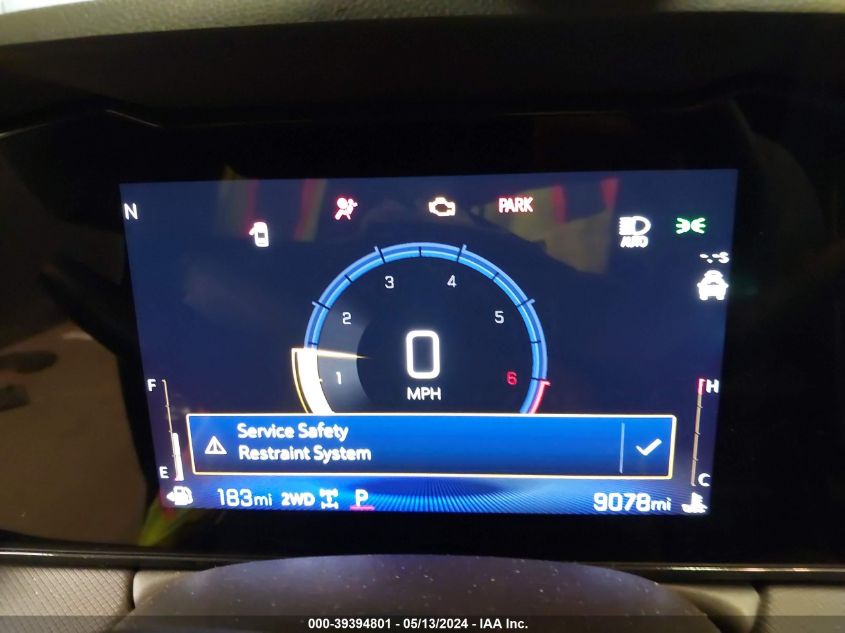 N
PARK
AUTO
-.-s
3
4
2
5
1
6
0
MPH
F
H
Service Safety
Restraint System
E
C
183mi 2WD P
9078mi
000-39394801 - 05/13/2024 - IAA Inc.